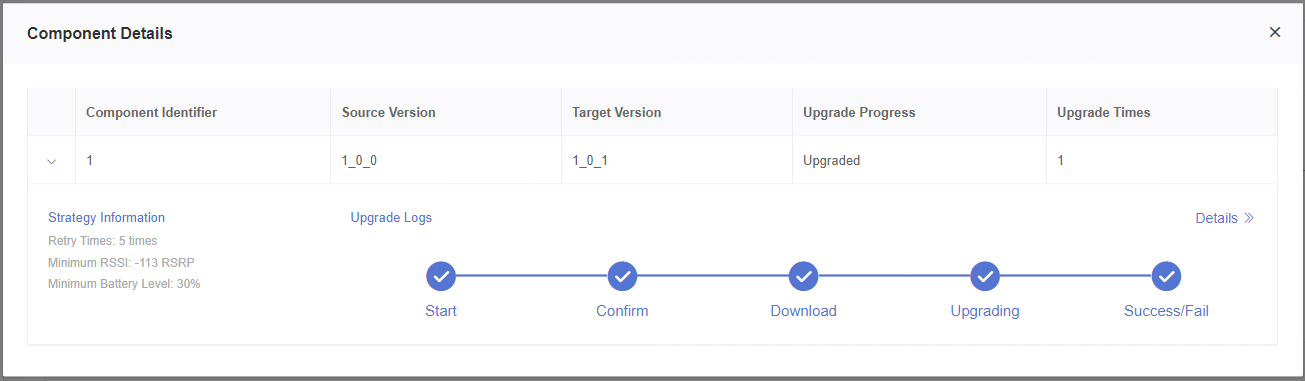 Component Details
Component Identifier Source Version Target Version Upgrade Progress Upgrade Times
1 1_0_0 1_0_1 Upgraded 1
Strategy Information Upgrade Logs Details
Retry Times: 5 times
Minimum RSSI: -113 RSRP
Minimum Battery Level: 30%
Start Confirm Download Upgrading Success/Fail